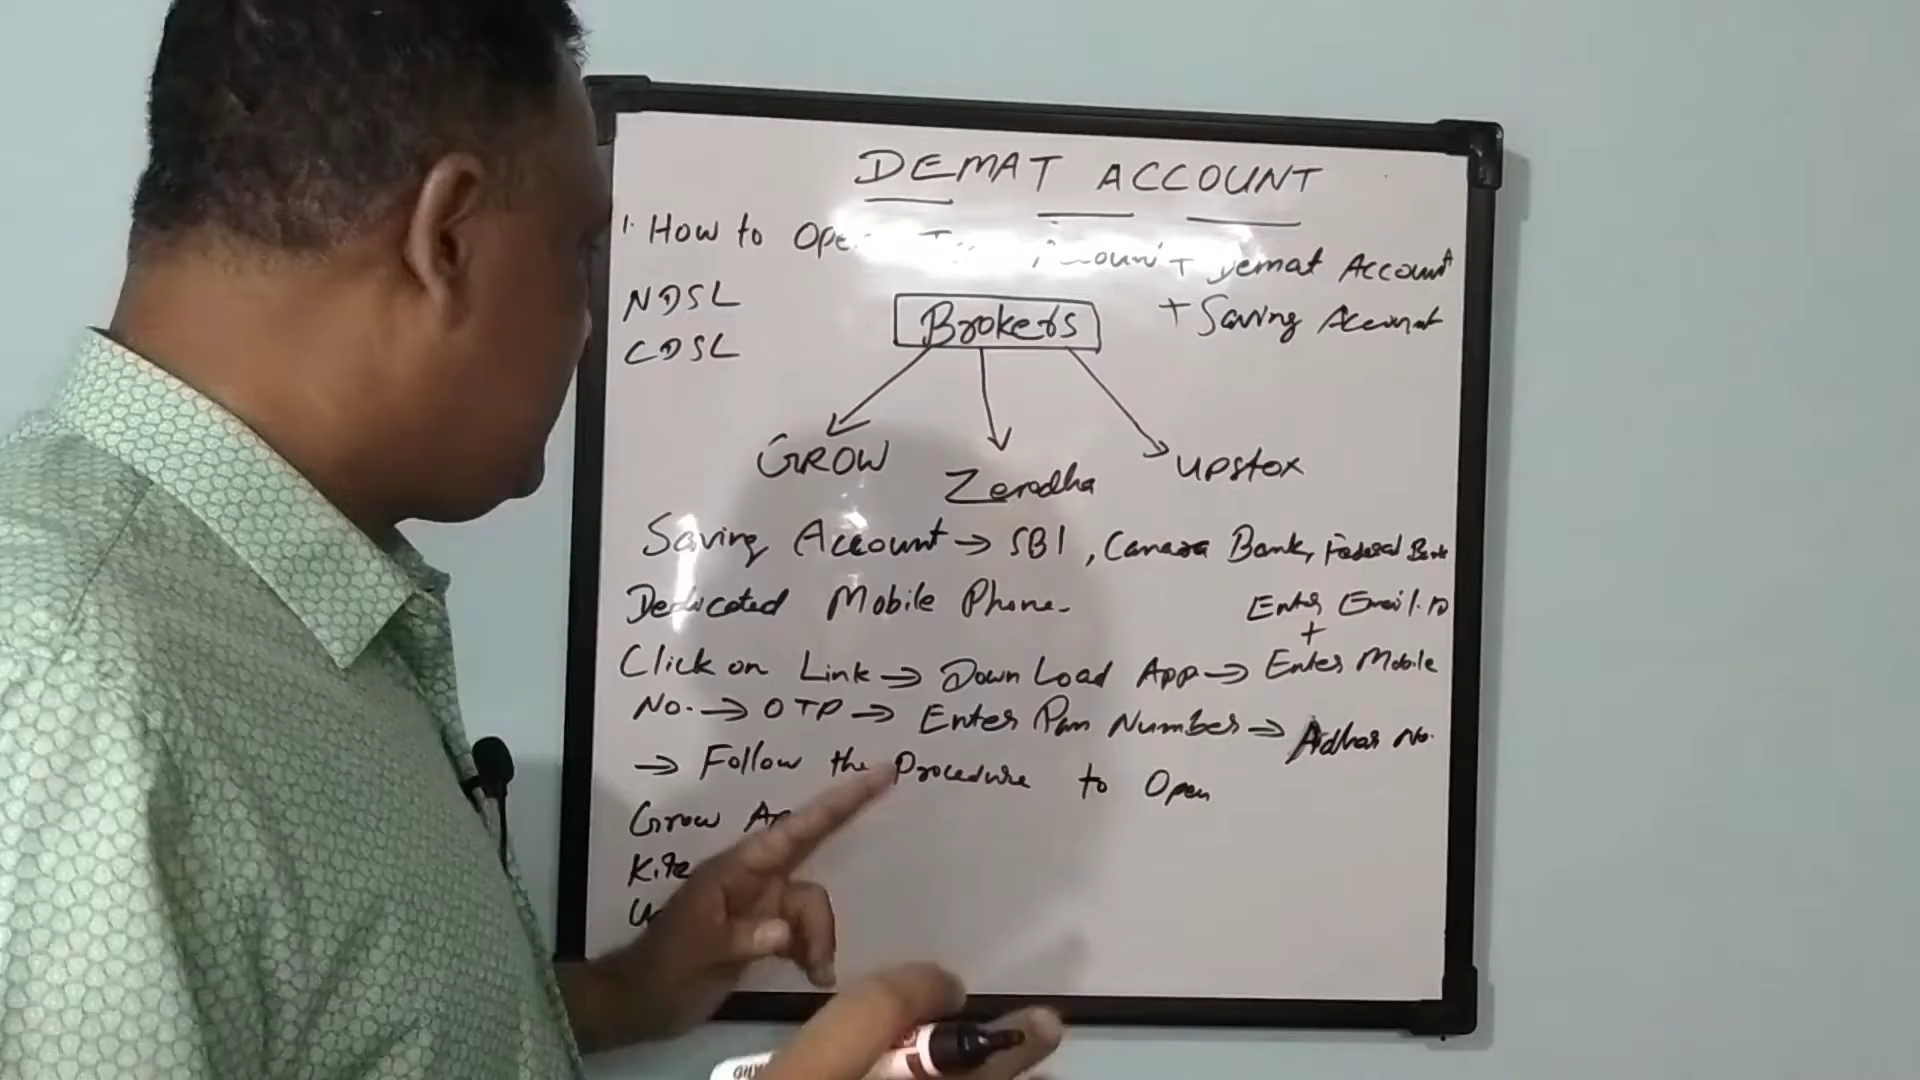 DEMAT ACCOUNT
1. How to Ope + Demat Account
+ Saving Account
NDSL
CDSL
Brokers
GROW
Zerodha
UPstox
Saving Account → SBI, Canara Bank, Federal Bank
Dedicated Mobile Phone-
Enter Email.ID
+
Click on Link → Down Load App → Enter Mobile
No. → OTP → Enter Pan Number → Adhar No.
→ Follow the Procedure to Open
Grow
Kite